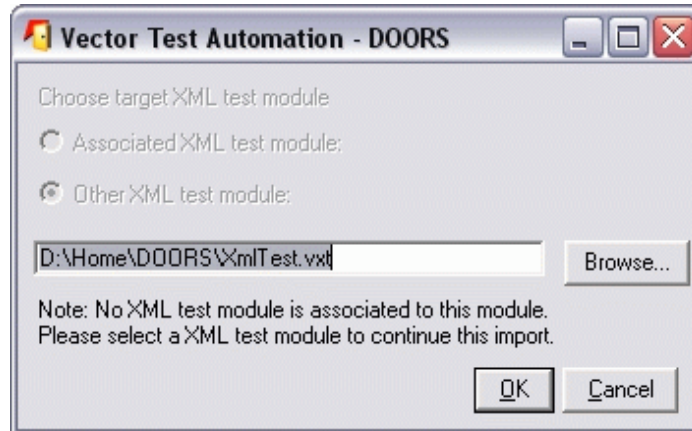 Vector Test Automation - DOORS
Choose target XML test module
Associated XML test module:
Other XML test module:
D:\Home\DOORS\XmlTest.vxt
Browse...
Note: No XML test module is associated to this module.
Please select a XML test module to continue this import.
OK Cancel